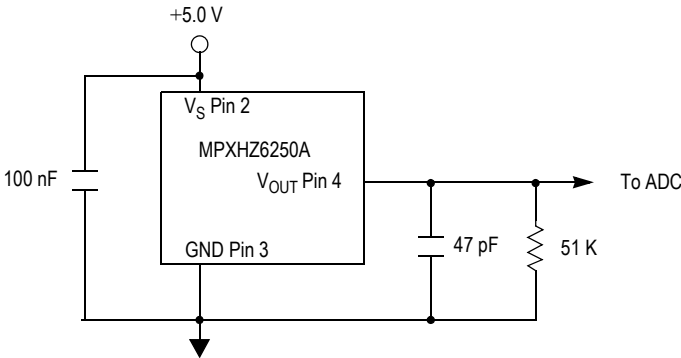 +5.0 V
V_S Pin 2
MPXHZ6250A
100 nF
V_OUT Pin 4
To ADC
GND Pin 3
47 pF
51 K